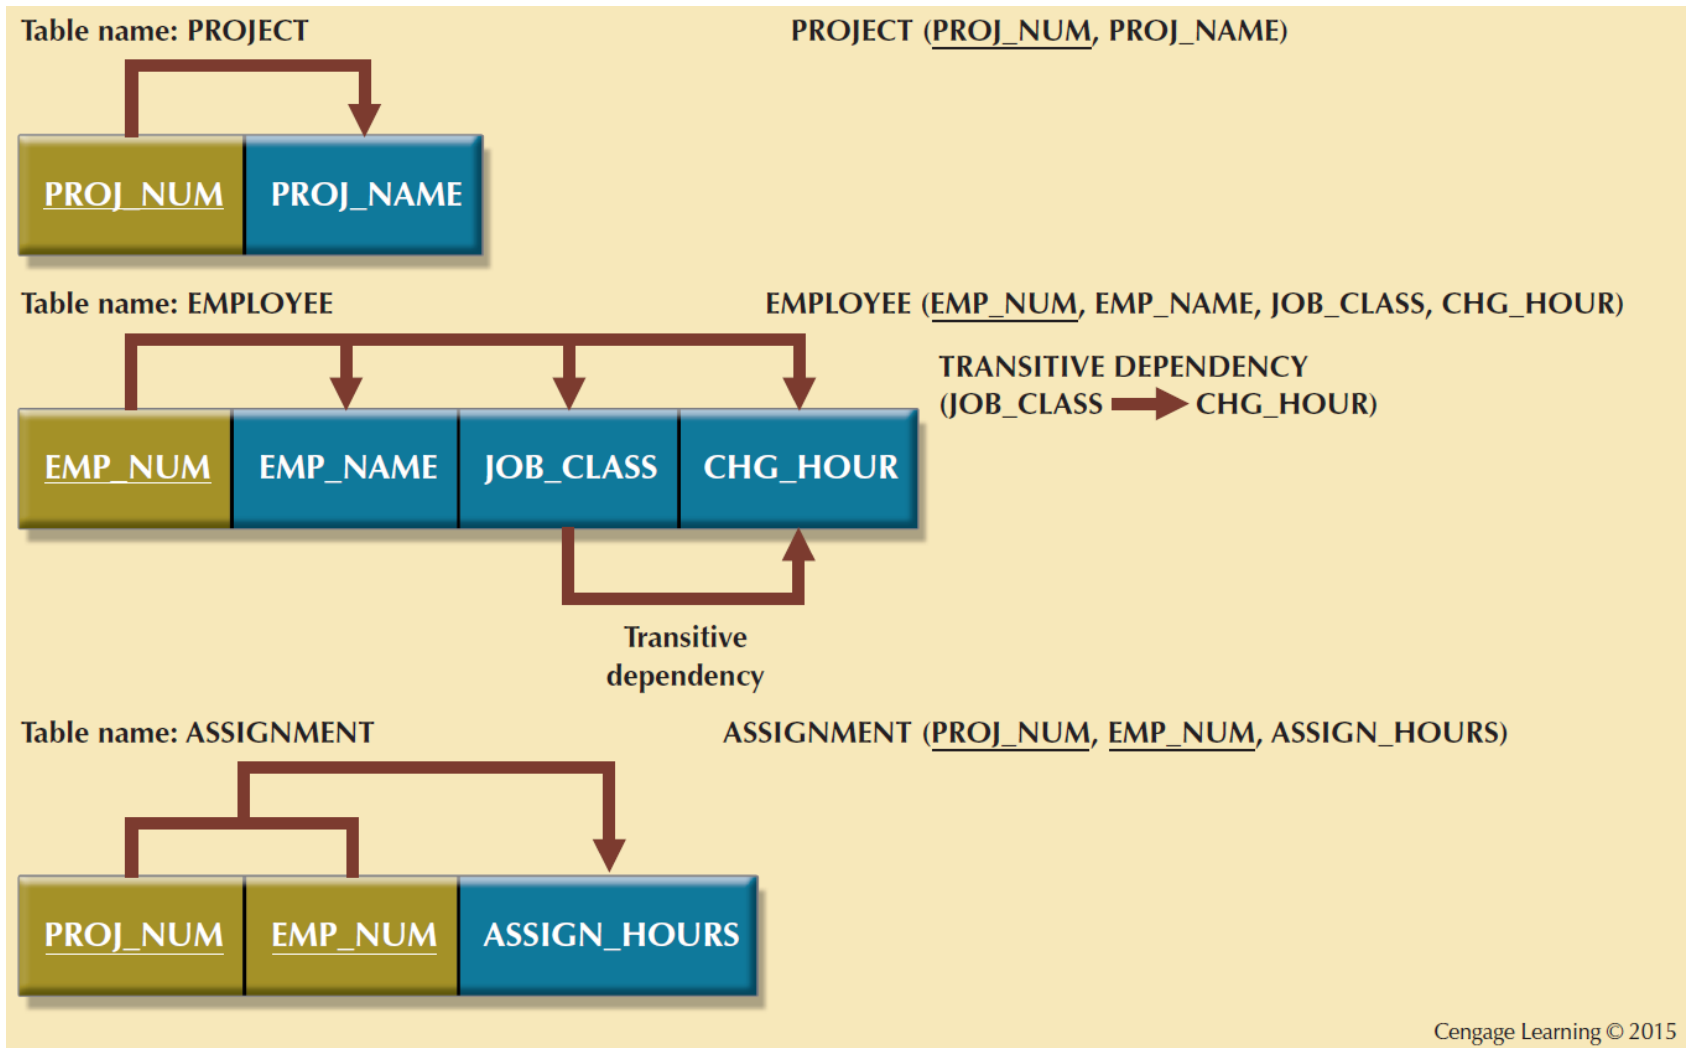 Table name: PROJECT
PROJECT (PROJ_NUM, PROJ_NAME)
PROJ_NUM
PROJ_NAME
Table name: EMPLOYEE
EMPLOYEE (EMP_NUM, EMP_NAME, JOB_CLASS, CHG_HOUR)
TRANSITIVE DEPENDENCY
(JOB_CLASS CHG_HOUR)
EMP_NUM
EMP_NAME
JOB_CLASS
CHG_HOUR
Transitive
dependency
Table name: ASSIGNMENT
ASSIGNMENT (PROJ_NUM, EMP_NUM, ASSIGN_HOURS)
PROJ_NUM
EMP_NUM
ASSIGN_HOURS
Cengage Learning © 2015